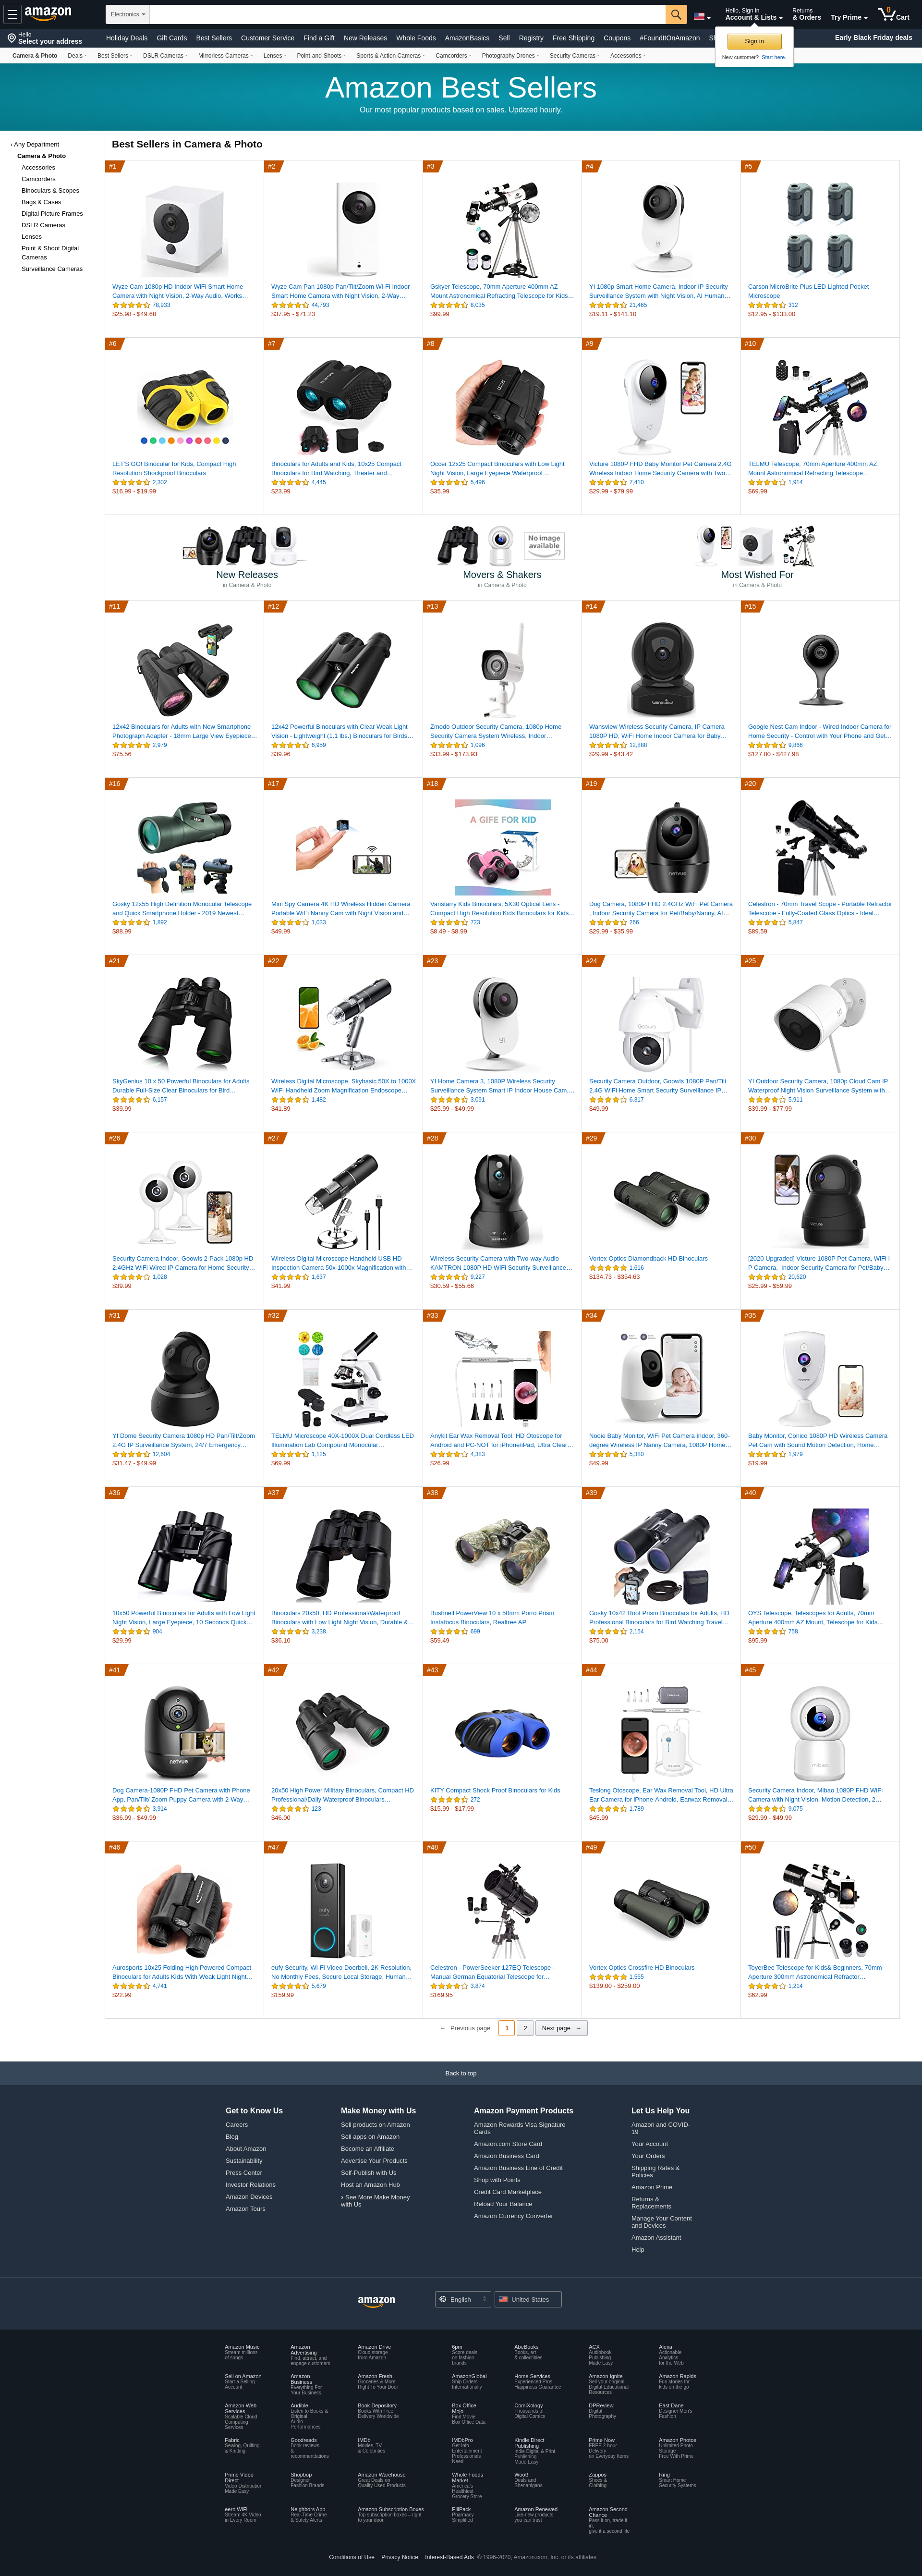 amazon
Electronics
Hello, Sign in
Account & Lists
Returns
& Orders
Try Prime
0
Cart
Hello
Select your address
Holiday Deals Gift Cards Best Sellers Customer Service Find a Gift New Releases Whole Foods AmazonBasics Sell Registry Free Shipping Coupons #FoundItOnAmazon
Early Black Friday deals
Sign in
New customer? Start here.
Camera & Photo Deals Best Sellers DSLR Cameras Mirrorless Cameras Lenses Point-and-Shoots Sports & Action Cameras Camcorders Photography Drones Security Cameras Accessories
Amazon Best Sellers
Our most popular products based on sales. Updated hourly.
‹ Any Department
Camera & Photo
Accessories
Camcorders
Binoculars & Scopes
Bags & Cases
Digital Picture Frames
DSLR Cameras
Lenses
Point & Shoot Digital
Cameras
Surveillance Cameras
Best Sellers in Camera & Photo
#1
Wyze Cam 1080p HD Indoor WiFi Smart Home
Camera with Night Vision, 2-Way Audio, Works…
78,933
$25.98 - $49.68
#2
Wyze Cam Pan 1080p Pan/Tilt/Zoom Wi-Fi Indoor
Smart Home Camera with Night Vision, 2-Way…
44,793
$37.95 - $71.23
#3
Gskyer Telescope, 70mm Aperture 400mm AZ
Mount Astronomical Refracting Telescope for Kids…
8,035
$99.99
#4
YI 1080p Smart Home Camera, Indoor IP Security
Surveillance System with Night Vision, AI Human…
21,465
$19.11 - $141.10
#5
Carson MicroBrite Plus LED Lighted Pocket
Microscope
312
$12.95 - $133.00
#6
LET'S GO! Binocular for Kids, Compact High
Resolution Shockproof Binoculars
2,302
$16.99 - $19.99
#7
Binoculars for Adults and Kids, 10x25 Compact
Binoculars for Bird Watching, Theater and…
4,445
$23.99
#8
Occer 12x25 Compact Binoculars with Low Light
Night Vision, Large Eyepiece Waterproof…
5,496
$35.99
#9
Victure 1080P FHD Baby Monitor Pet Camera 2.4G
Wireless Indoor Home Security Camera with Two…
7,410
$29.99 - $79.99
#10
TELMU Telescope, 70mm Aperture 400mm AZ
Mount Astronomical Refracting Telescope…
1,914
$69.99
New Releases
in Camera & Photo
No image
available
Movers & Shakers
in Camera & Photo
Most Wished For
in Camera & Photo
#11
12x42 Binoculars for Adults with New Smartphone
Photograph Adapter - 18mm Large View Eyepiece…
2,979
$75.56
#12
12x42 Powerful Binoculars with Clear Weak Light
Vision - Lightweight (1.1 lbs.) Binoculars for Birds…
6,959
$39.96
#13
Zmodo Outdoor Security Camera, 1080p Home
Security Camera System Wireless, Indoor…
1,096
$33.99 - $173.93
#14
Wansview Wireless Security Camera, IP Camera
1080P HD, WiFi Home Indoor Camera for Baby…
12,888
$29.99 - $43.42
#15
Google Nest Cam Indoor - Wired Indoor Camera for
Home Security - Control with Your Phone and Get…
9,866
$127.00 - $427.98
#16
Gosky 12x55 High Definition Monocular Telescope
and Quick Smartphone Holder - 2019 Newest…
1,892
$88.99
#17
Mini Spy Camera 4K HD Wireless Hidden Camera
Portable WiFi Nanny Cam with Night Vision and…
1,033
$49.99
#18
A GIFE FOR KID
Vanstarry Kids Binoculars, 5X30 Optical Lens -
Compact High Resolution Kids Binoculars for Kids…
723
$8.49 - $8.99
#19
netvue
Dog Camera, 1080P FHD 2.4GHz WiFi Pet Camera
, Indoor Security Camera for Pet/Baby/Nanny, AI…
266
$29.99 - $35.99
#20
Celestron - 70mm Travel Scope - Portable Refractor
Telescope - Fully-Coated Glass Optics - Ideal…
5,847
$89.59
#21
SkyGenius 10 x 50 Powerful Binoculars for Adults
Durable Full-Size Clear Binoculars for Bird…
6,157
$39.99
#22
Wireless Digital Microscope, Skybasic 50X to 1000X
WiFi Handheld Zoom Magnification Endoscope…
1,482
$41.89
#23
YI Home Camera 3, 1080P Wireless Security
Surveillance System Smart IP Indoor House Cam,…
3,091
$25.99 - $49.99
#24
Security Camera Outdoor, Goowls 1080P Pan/Tilt
2.4G WiFi Home Smart Security Surveillance IP…
6,317
$49.99
#25
YI Outdoor Security Camera, 1080p Cloud Cam IP
Waterproof Night Vision Surveillance System with…
5,911
$39.99 - $77.99
#26
Security Camera Indoor, Goowls 2-Pack 1080p HD
2.4GHz WiFi Wired IP Camera for Home Security…
1,028
$39.99
#27
Wireless Digital Microscope Handheld USB HD
Inspection Camera 50x-1000x Magnification with…
1,637
$41.99
#28
Wireless Security Camera with Two-way Audio -
KAMTRON 1080P HD WiFi Security Surveillance…
9,227
$30.59 - $55.66
#29
Vortex Optics Diamondback HD Binoculars
1,616
$134.73 - $354.63
#30
[2020 Upgraded] Victure 1080P Pet Camera, WiFi I
P Camera, Indoor Security Camera for Pet/Baby…
20,620
$25.99 - $59.99
#31
YI Dome Security Camera 1080p HD Pan/Tilt/Zoom
2.4G IP Surveillance System, 24/7 Emergency…
12,604
$31.47 - $49.99
#32
TELMU Microscope 40X-1000X Dual Cordless LED
Illumination Lab Compound Monocular…
1,125
$69.99
#33
Anykit Ear Wax Removal Tool, HD Otoscope for
Android and PC-NOT for iPhone/iPad, Ultra Clear…
4,383
$26.99
#34
Nooie Baby Monitor, WiFi Pet Camera Indoor, 360-
degree Wireless IP Nanny Camera, 1080P Home…
5,380
$49.99
#35
Baby Monitor, Conico 1080P HD Wireless Camera
Pet Cam with Sound Motion Detection, Home…
1,979
$19.99
#36
10x50 Powerful Binoculars for Adults with Low Light
Night Vision, Large Eyepiece, 10 Seconds Quick…
904
$29.99
#37
Binoculars 20x50, HD Professional/Waterproof
Binoculars with Low Light Night Vision, Durable &…
3,238
$36.10
#38
Bushnell PowerView 10 x 50mm Porro Prism
Instafocus Binoculars, Realtree AP
699
$59.49
#39
Gosky 10x42 Roof Prism Binoculars for Adults, HD
Professional Binoculars for Bird Watching Travel…
2,154
$75.00
#40
OYS Telescope, Telescopes for Adults, 70mm
Aperture 400mm AZ Mount, Telescope for Kids…
758
$95.99
#41
netvue
Dog Camera-1080P FHD Pet Camera with Phone
App, Pan/Tilt/ Zoom Puppy Camera with 2-Way…
3,914
$36.99 - $49.99
#42
20x50 High Power Military Binoculars, Compact HD
Professional/Daily Waterproof Binoculars…
123
$46.00
#43
KITY Compact Shock Proof Binoculars for Kids
272
$15.99 - $17.99
#44
Teslong Otoscope, Ear Wax Removal Tool, HD Ultra
Ear Camera for iPhone-Android, Earwax Removal…
1,789
$45.99
#45
Security Camera Indoor, Mibao 1080P FHD WiFi
Camera with Night Vision, Motion Detection, 2…
9,075
$29.99 - $49.99
#46
Aurosports 10x25 Folding High Powered Compact
Binoculars for Adults Kids With Weak Light Night…
4,741
$22.99
#47
eufy Security, Wi-Fi Video Doorbell, 2K Resolution,
No Monthly Fees, Secure Local Storage, Human…
5,679
$159.99
#48
Celestron - PowerSeeker 127EQ Telescope -
Manual German Equatorial Telescope for…
3,874
$169.95
#49
Vortex Optics Crossfire HD Binoculars
1,565
$139.00 - $259.00
#50
ToyerBee Telescope for Kids& Beginners, 70mm
Aperture 300mm Astronomical Refractor…
1,214
$62.99
← Previous page 1 2 Next page →
Back to top
Get to Know Us
Careers
Blog
About Amazon
Sustainability
Press Center
Investor Relations
Amazon Devices
Amazon Tours
Make Money with Us
Sell products on Amazon
Sell apps on Amazon
Become an Affiliate
Advertise Your Products
Self-Publish with Us
Host an Amazon Hub
› See More Make Money
with Us
Amazon Payment Products
Amazon Rewards Visa Signature
Cards
Amazon.com Store Card
Amazon Business Card
Amazon Business Line of Credit
Shop with Points
Credit Card Marketplace
Reload Your Balance
Amazon Currency Converter
Let Us Help You
Amazon and COVID-
19
Your Account
Your Orders
Shipping Rates &
Policies
Amazon Prime
Returns &
Replacements
Manage Your Content
and Devices
Amazon Assistant
Help
amazon
English
United States
Amazon Music
Stream millions
of songs
Amazon
Advertising
Find, attract, and
engage customers
Amazon Drive
Cloud storage
from Amazon
6pm
Score deals
on fashion
brands
AbeBooks
Books, art
& collectibles
ACX
Audiobook
Publishing
Made Easy
Alexa
Actionable
Analytics
for the Web
Sell on Amazon
Start a Selling
Account
Amazon
Business
Everything For
Your Business
Amazon Fresh
Groceries & More
Right To Your Door
AmazonGlobal
Ship Orders
Internationally
Home Services
Experienced Pros
Happiness Guarantee
Amazon Ignite
Sell your original
Digital Educational
Resources
Amazon Rapids
Fun stories for
kids on the go
Amazon Web
Services
Scalable Cloud
Computing
Services
Audible
Listen to Books &
Original
Audio
Performances
Book Depository
Books With Free
Delivery Worldwide
Box Office
Mojo
Find Movie
Box Office Data
ComiXology
Thousands of
Digital Comics
DPReview
Digital
Photography
East Dane
Designer Men's
Fashion
Fabric
Sewing, Quilting
& Knitting
Goodreads
Book reviews
&
recommendations
IMDb
Movies, TV
& Celebrities
IMDbPro
Get Info
Entertainment
Professionals
Need
Kindle Direct
Publishing
Indie Digital & Print
Publishing
Made Easy
Prime Now
FREE 2-hour
Delivery
on Everyday Items
Amazon Photos
Unlimited Photo
Storage
Free With Prime
Prime Video
Direct
Video Distribution
Made Easy
Shopbop
Designer
Fashion Brands
Amazon Warehouse
Great Deals on
Quality Used Products
Whole Foods
Market
America's
Healthiest
Grocery Store
Woot!
Deals and
Shenanigans
Zappos
Shoes &
Clothing
Ring
Smart Home
Security Systems
eero WiFi
Stream 4K Video
in Every Room
Neighbors App
Real-Time Crime
& Safety Alerts
Amazon Subscription Boxes
Top subscription boxes – right
to your door
PillPack
Pharmacy
Simplified
Amazon Renewed
Like-new products
you can trust
Amazon Second
Chance
Pass it on, trade it
in,
give it a second life
Conditions of Use Privacy Notice Interest-Based Ads © 1996-2020, Amazon.com, Inc. or its affiliates